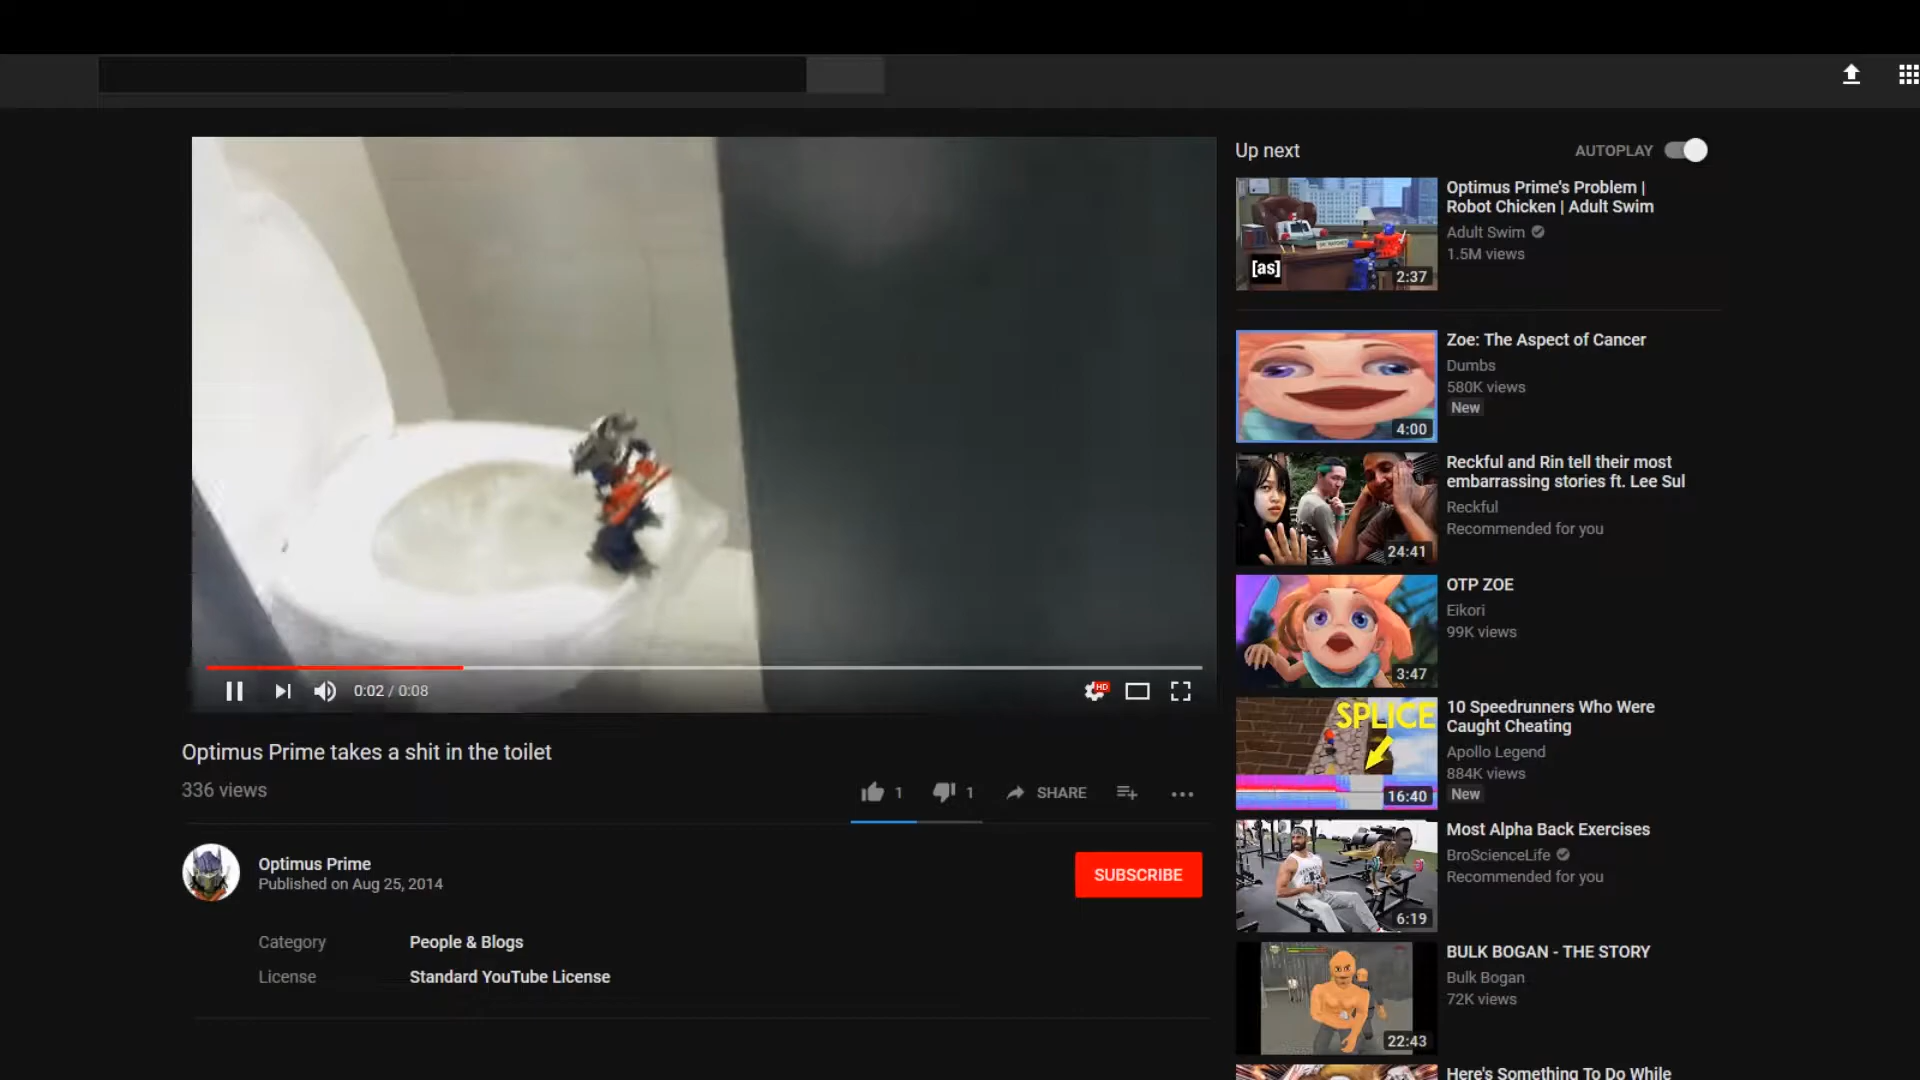 Up next
AUTOPLAY
Optimus Prime's Problem |
Robot Chicken | Adult Swim
Adult Swim
1.5M views
[as]
2:37
Zoe: The Aspect of Cancer
Dumbs
580K views
New
4:00
Reckful and Rin tell their most
embarrassing stories ft. Lee Sul
Reckful
Recommended for you
24:41
OTP ZOE
Eikori
99K views
3:47
SPLICE
10 Speedrunners Who Were
Caught Cheating
Apollo Legend
884K views
New
16:40
Most Alpha Back Exercises
BroScienceLife
Recommended for you
6:19
BULK BOGAN - THE STORY
Bulk Bogan
72K views
22:43
Here's Something To Do While
0:02 / 0:08
HD
Optimus Prime takes a shit in the toilet
336 views
1
1
SHARE
Optimus Prime
Published on Aug 25, 2014
SUBSCRIBE
Category People & Blogs
License Standard YouTube License